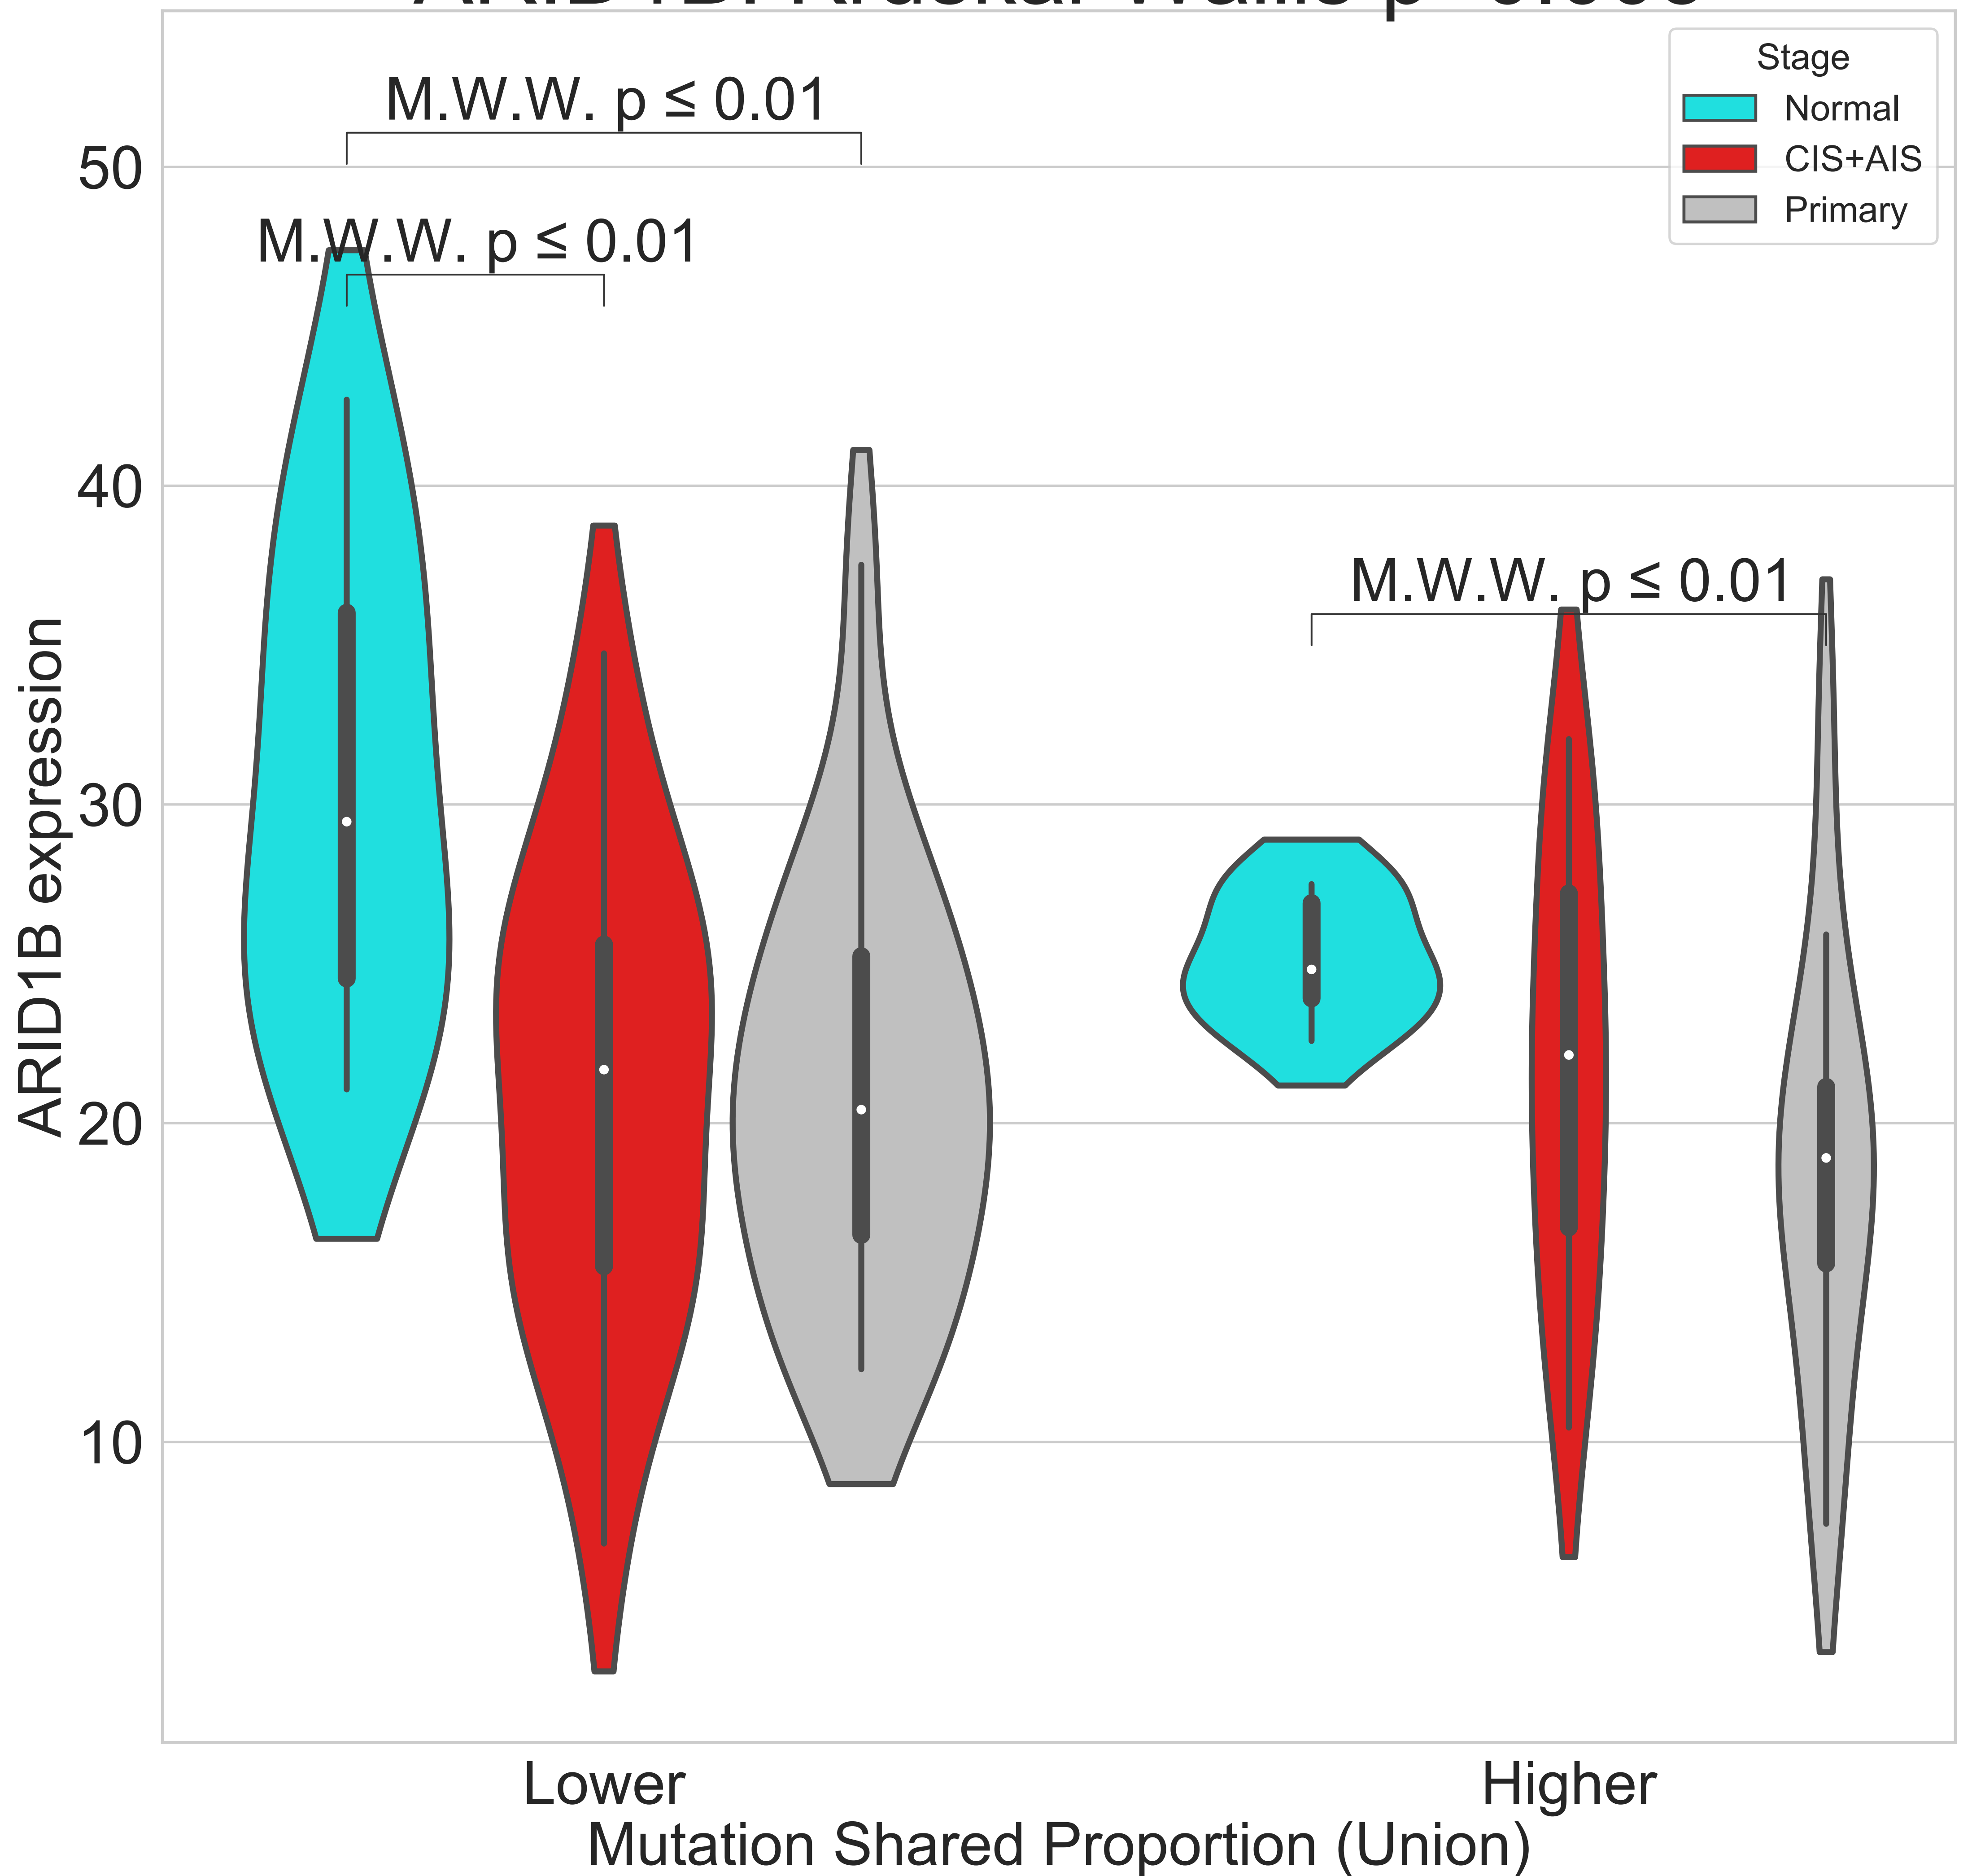 Stage
Normal
CIS+AIS
Primary
M.W.W. p ≤ 0.01
M.W.W. p ≤ 0.01
M.W.W. p ≤ 0.01
50
40
30
20
10
ARID1B expression
Lower
Higher
Mutation Shared Proportion (Union)